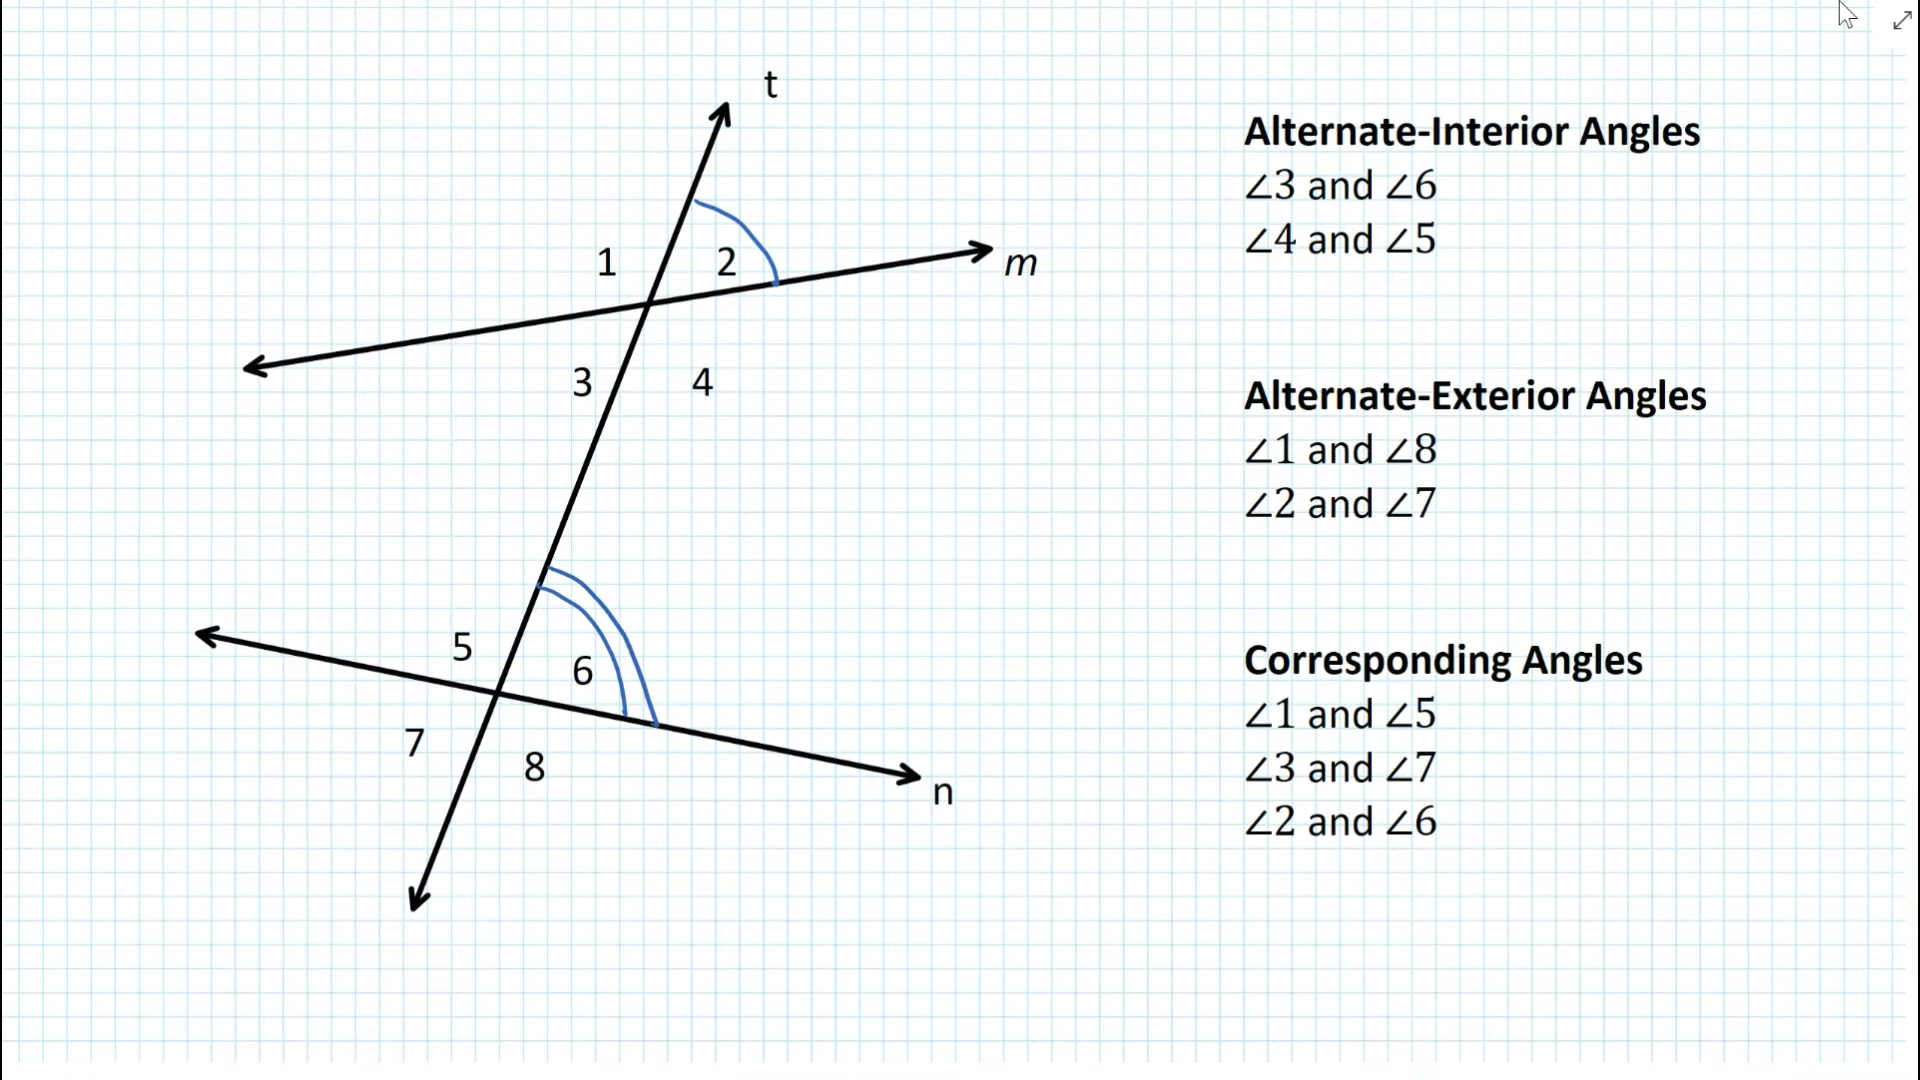 t
1
2
m
3
4
5
6
7
8
n
Alternate-Interior Angles
∠3 and ∠6
∠4 and ∠5
Alternate-Exterior Angles
∠1 and ∠8
∠2 and ∠7
Corresponding Angles
∠1 and ∠5
∠3 and ∠7
∠2 and ∠6